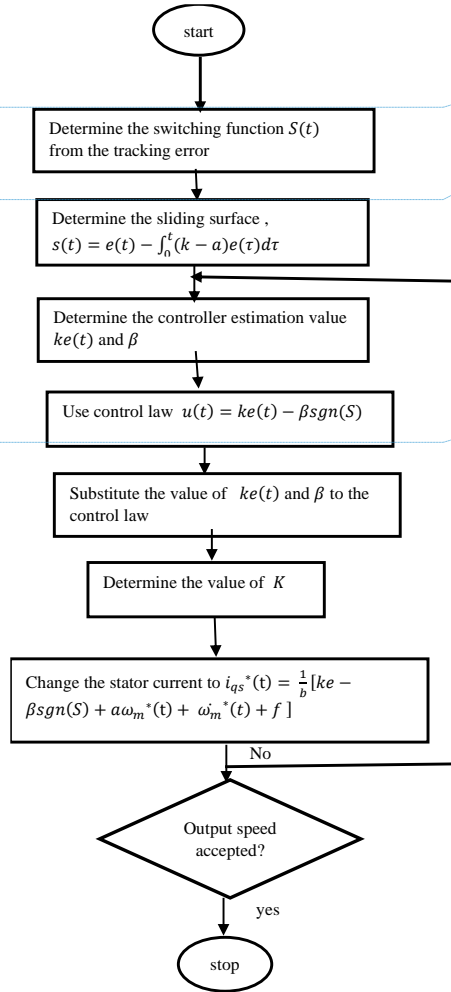 start
Determine the switching function S(t)
from the tracking error
Determine the sliding surface ,
s(t) = e(t) − ∫₀ᵗ(k − a)e(τ)dτ
Determine the controller estimation value
ke(t) and β
Use control law u(t) = ke(t) − βsgn(S)
Substitute the value of ke(t) and β to the
control law
Determine the value of K
Change the stator current to i_qs*(t) = 1/b [ke −
βsgn(S) + aω_m*(t) + ω̇_m*(t) + f ]
No
Output speed
accepted?
yes
stop